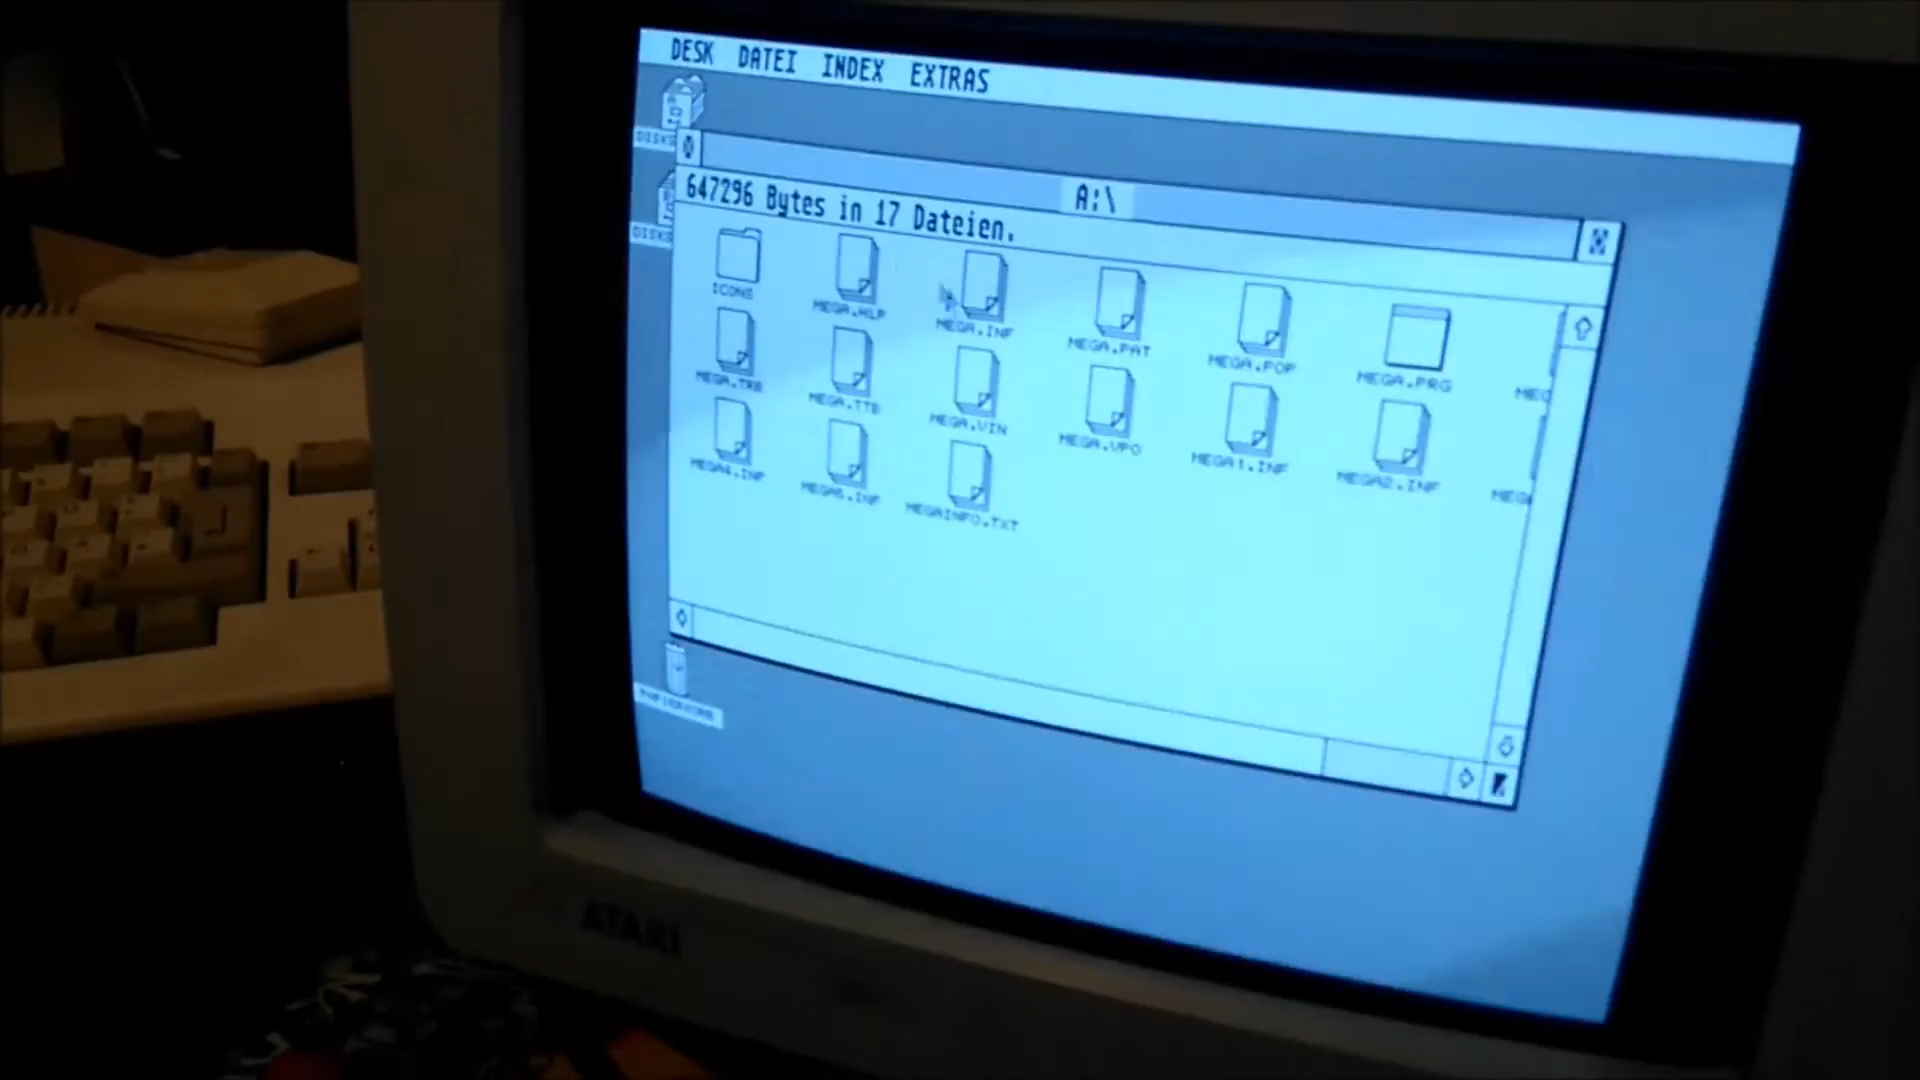 DESK DATEI INDEX EXTRAS
A:\
647296 Bytes in 17 Dateien.
ICONS MEGA.HLP MEGA.INF MEGA.PAT MEGA.POP MEGA.PRG
MEGA.TRB MEGA.TTB MEGA.VIN MEGA.VPO MEGA1.INF MEGA2.INF
MEGA4.INF MEGA5.INF MEGAINFO.TXT
PAPIERKORB
ATARI